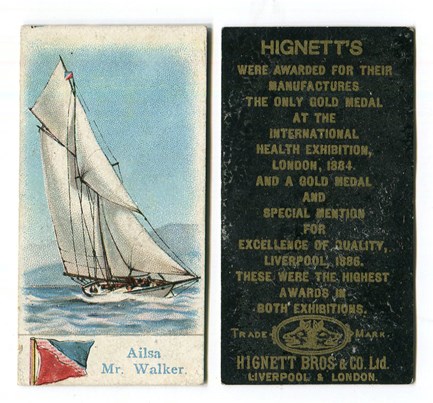 Ailsa
Mr. Walker.
HIGNETT'S
WERE AWARDED FOR THEIR
MANUFACTURES
THE ONLY GOLD MEDAL
AT THE
INTERNATIONAL
HEALTH EXHIBITION,
LONDON, 1884.
AND A GOLD MEDAL
AND
SPECIAL MENTION
FOR
EXCELLENCE OF QUALITY,
LIVERPOOL, 1886.
THESE WERE THE HIGHEST
AWARDS IN
BOTH EXHIBITIONS.
TRADE MARK.
HIGNETT BROS & CO. Ltd.
LIVERPOOL & LONDON.